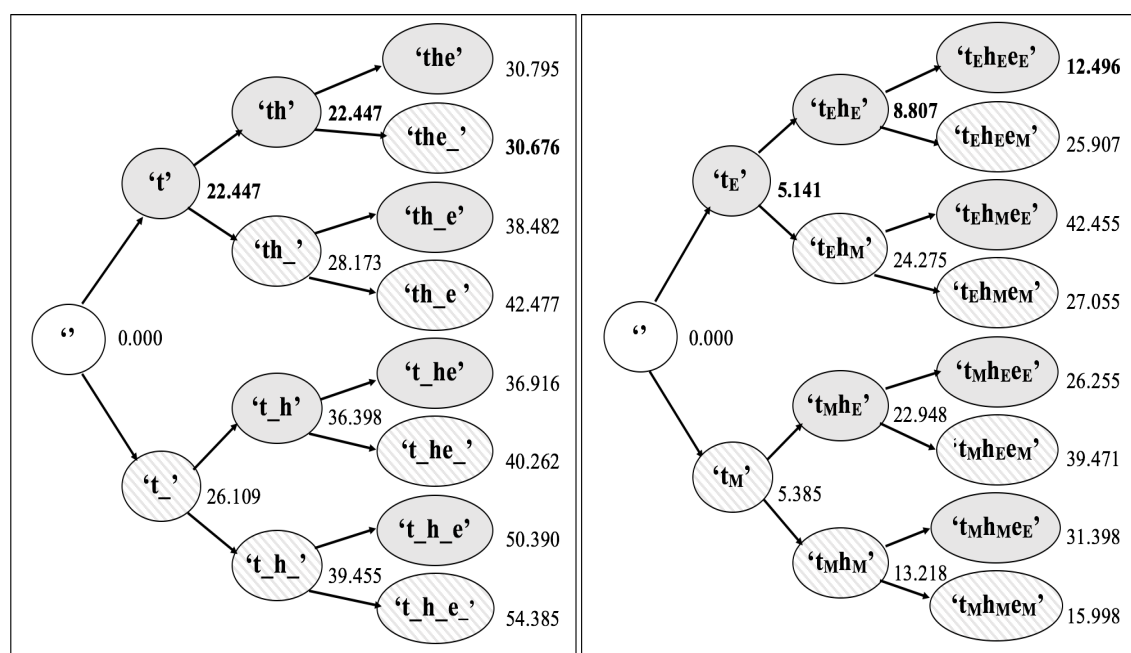 ‘the’
30.795
‘th’
22.447
‘the_’
30.676
‘t’
22.447
‘th_e’
38.482
‘th_’
28.173
‘th_e ’
42.477
‘’
0.000
‘t_he’
36.916
‘t_h’
36.398
‘t_he_’
40.262
‘t_’
26.109
‘t_h_e’
50.390
‘t_h_’
39.455
‘t_h_e_’
54.385
‘tEhEeE’
12.496
‘tEhE’
8.807
‘tEhEeM’
25.907
‘tE’
5.141
‘tEhMeE’
42.455
‘tEhM’
24.275
‘tEhMeM’
27.055
‘’
0.000
‘tMhEeE’
26.255
‘tMhE’
22.948
‘tMhEeM’
39.471
‘tM’
5.385
‘tMhMeE’
31.398
‘tMhM’
13.218
‘tMhMeM’
15.998